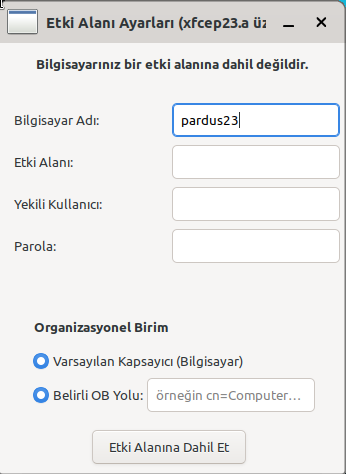 Etki Alanı Ayarları (xfcep23.a üz
Bilgisayarınız bir etki alanına dahil değildir.
Bilgisayar Adı: pardus23
Etki Alanı:
Yekili Kullanıcı:
Parola:
Organizasyonel Birim
Varsayılan Kapsayıcı (Bilgisayar)
Belirli OB Yolu: örneğin cn=Computer...
Etki Alanına Dahil Et